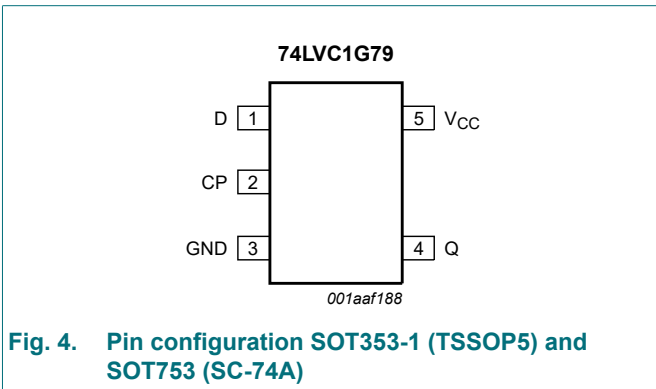 74LVC1G79
D 1 5 VCC
CP 2
GND 3 4 Q
001aaf188
Fig. 4. Pin configuration SOT353-1 (TSSOP5) and
SOT753 (SC-74A)